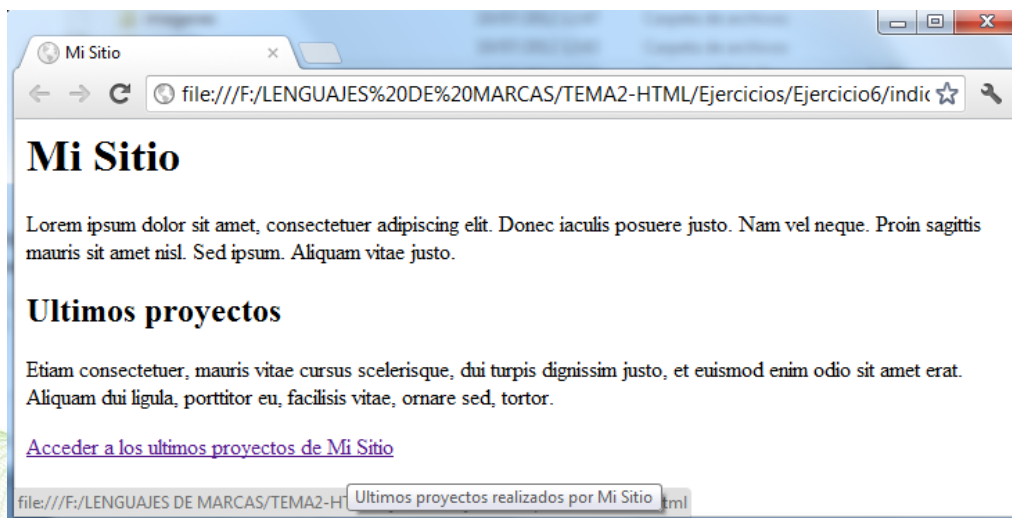 Mi Sitio
file:///F:/LENGUAJES%20DE%20MARCAS/TEMA2-HTML/Ejercicios/Ejercicio6/indic
Mi Sitio
Lorem ipsum dolor sit amet, consectetuer adipiscing elit. Donec iaculis posuere justo. Nam vel neque. Proin sagittis
mauris sit amet nisl. Sed ipsum. Aliquam vitae justo.
Ultimos proyectos
Etiam consectetuer, mauris vitae cursus scelerisque, dui turpis dignissim justo, et euismod enim odio sit amet erat.
Aliquam dui ligula, porttitor eu, facilisis vitae, ornare sed, tortor.
Acceder a los ultimos proyectos de Mi Sitio
file:///F:/LENGUAJES DE MARCAS/TEMA2-HT
Ultimos proyectos realizados por Mi Sitio
tml